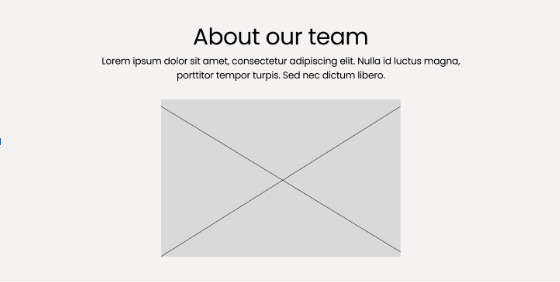 About our team
Lorem ipsum dolor sit amet, consectetur adipiscing elit. Nulla id luctus magna,
porttitor tempor turpis. Sed nec dictum libero.